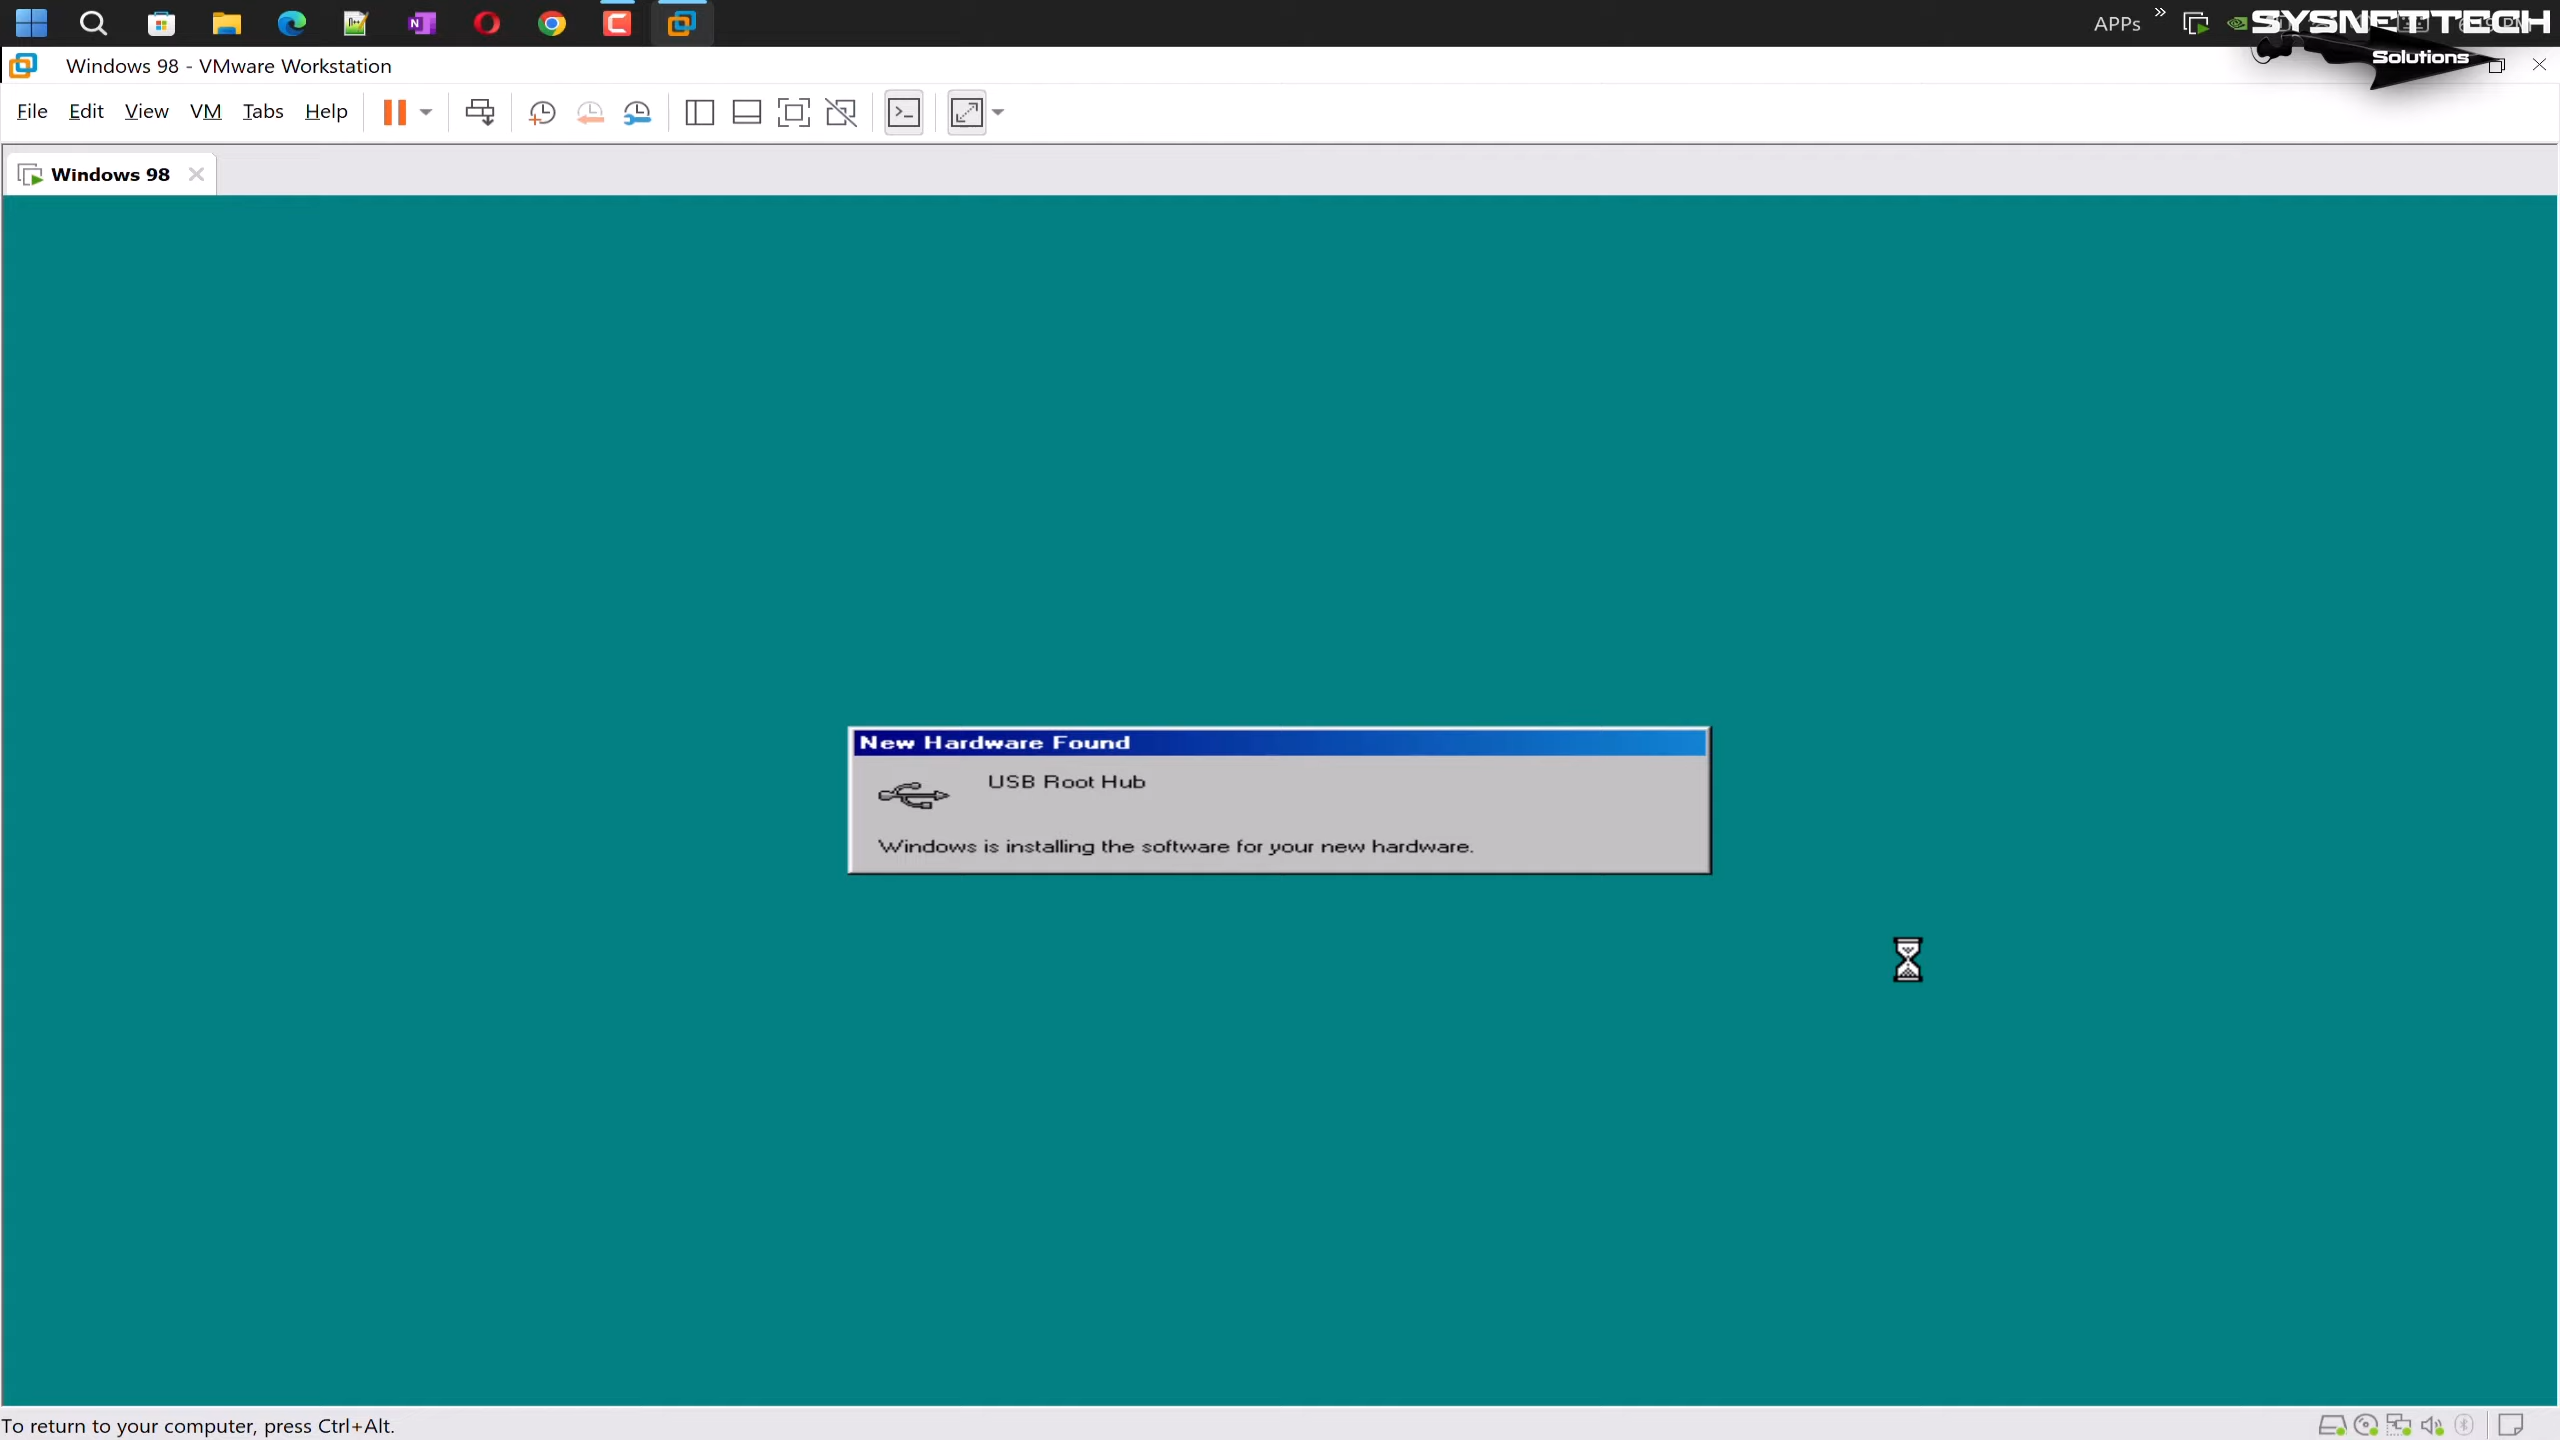 APPs
SYSNETTECH
Solutions
Windows 98 - VMware Workstation
File Edit View VM Tabs Help
Windows 98
New Hardware Found
USB Root Hub
Windows is installing the software for your new hardware.
To return to your computer, press Ctrl+Alt.